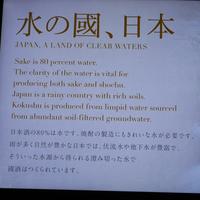 水の國、日本
JAPAN, A LAND OF CLEAR WATERS
Sake is 80 percent water.
The clarity of the water is vital for
producing both sake and shochu.
Japan is a rainy country with rich soils.
Kokushu is produced from limpid water sourced
from abundant soil-filtered groundwater.
日本酒の80%は水です。焼酎の製造にもきれいな水が必要です。
雨が多く自然が豊かな日本では、伏流水や地下水が豊富で、
そういった水源から得られる澄み切った水で
國酒はつくられています。